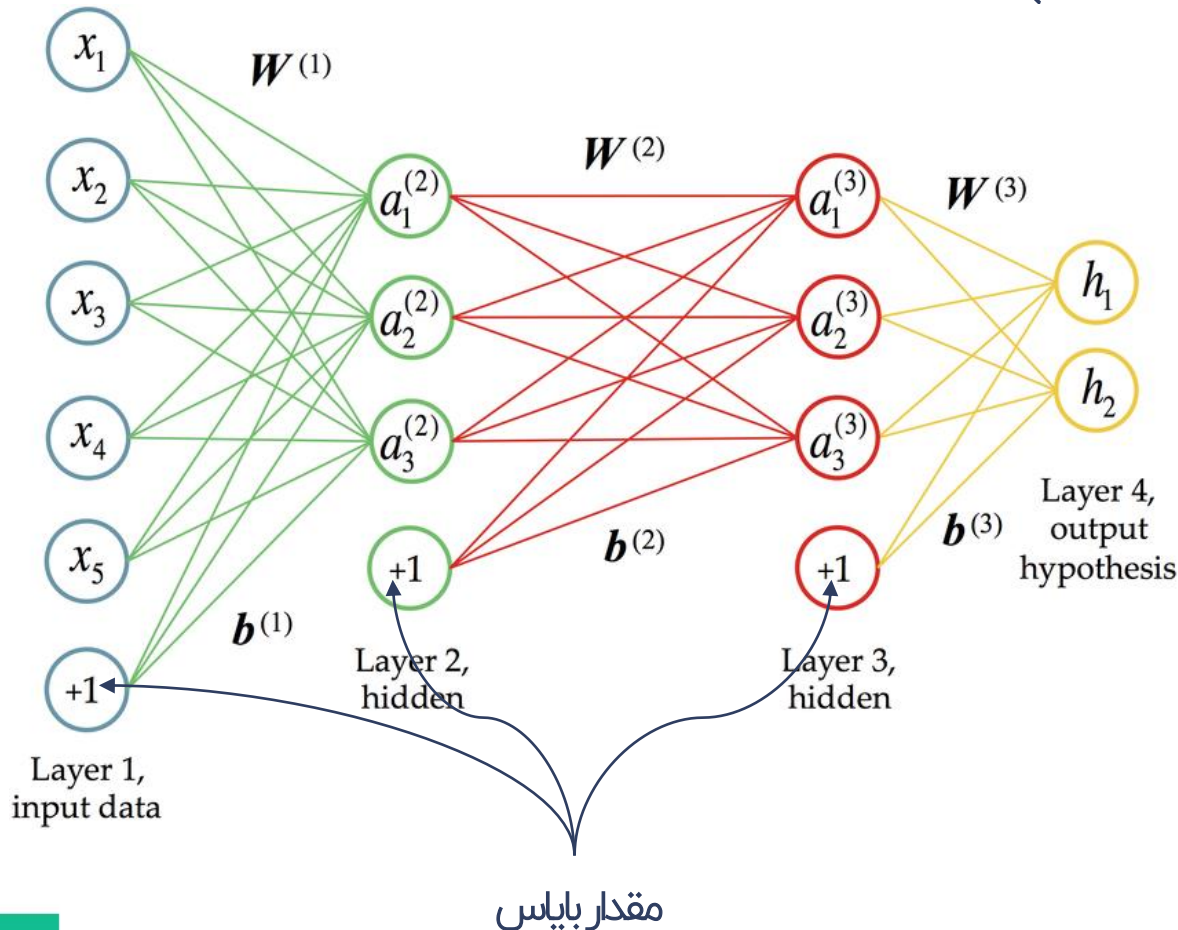 x₁
W⁽¹⁾
x₂
W⁽²⁾
a₁⁽²⁾
a₁⁽³⁾
W⁽³⁾
x₃
a₂⁽²⁾
a₂⁽³⁾
h₁
x₄
a₃⁽²⁾
a₃⁽³⁾
h₂
x₅
+1
b⁽²⁾
+1
b⁽³⁾
Layer 4,
output
hypothesis
b⁽¹⁾
+1
Layer 2,
hidden
Layer 3,
hidden
Layer 1,
input data
مقدار بایاس